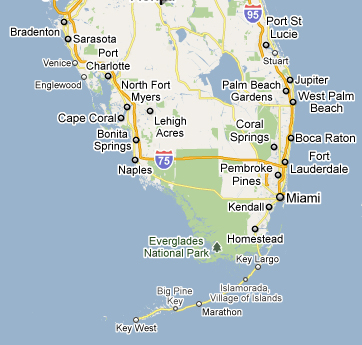 95
Bradenton
Port St
Lucie
Sarasota
Venice
Port
Charlotte
Stuart
Englewood
North Fort
Myers
Jupiter
Palm Beach
Gardens
West Palm
Beach
Cape Coral
Lehigh
Acres
Coral
Springs
Boca Raton
Bonita
Springs
75
Naples
Fort
Lauderdale
Pembroke
Pines
Miami
Kendall
Homestead
Everglades
National Park
Key Largo
Islamorada,
Village of Islands
Big Pine
Key
Marathon
Key West